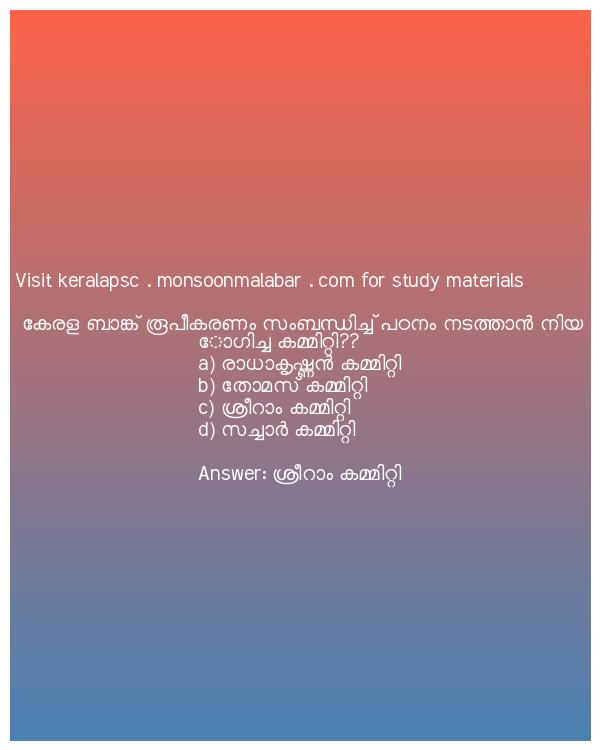 Visit keralapsc . monsoonmalabar . com for study materials
കേരള ബാങ്ക് രൂപീകരണം സംബന്ധിച്ച് പഠനം നടത്താൻ നിയ
ോഗിച്ച കമ്മിറ്റി??
a) രാധാകൃഷ്ണൻ കമ്മിറ്റി
b) തോമസ് കമ്മിറ്റി
c) ശ്രീറാം കമ്മിറ്റി
d) സച്ചാർ കമ്മിറ്റി
Answer: ശ്രീറാം കമ്മിറ്റി